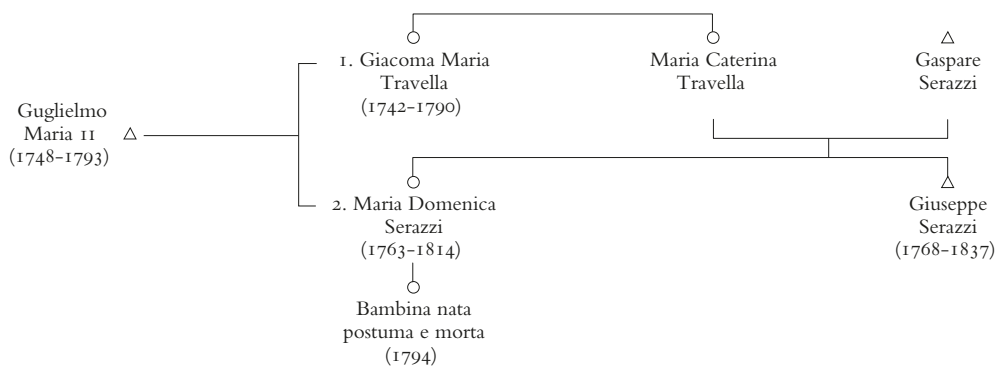 1. Giacoma Maria
Travella
(1742-1790)
Maria Caterina
Travella
Gaspare
Serazzi
Guglielmo
Maria II
(1748-1793)
2. Maria Domenica
Serazzi
(1763-1814)
Giuseppe
Serazzi
(1768-1837)
Bambina nata
postuma e morta
(1794)